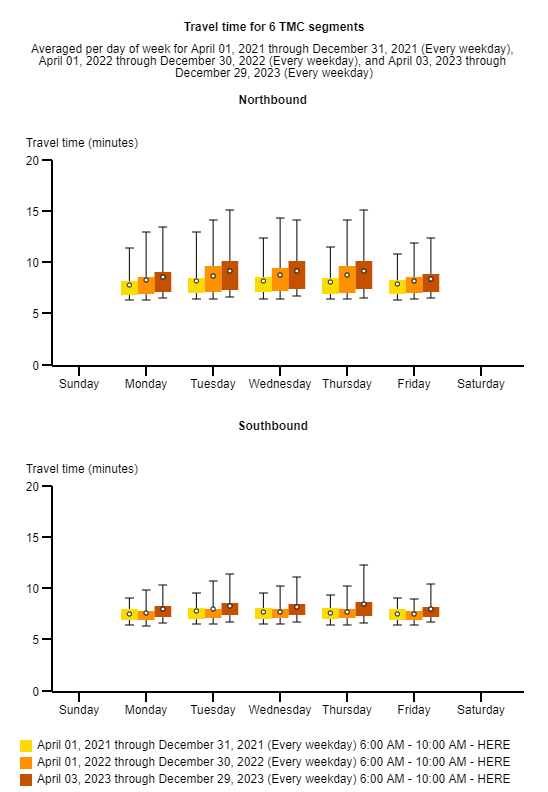 Travel time for 6 TMC segments
Averaged per day of week for April 01, 2021 through December 31, 2021 (Every weekday),
April 01, 2022 through December 30, 2022 (Every weekday), and April 03, 2023 through
December 29, 2023 (Every weekday)
Northbound
Travel time (minutes)
20
15
10
5
0
Sunday Monday Tuesday Wednesday Thursday Friday Saturday
Southbound
Travel time (minutes)
20
15
10
5
0
Sunday Monday Tuesday Wednesday Thursday Friday Saturday
April 01, 2021 through December 31, 2021 (Every weekday) 6:00 AM - 10:00 AM - HERE
April 01, 2022 through December 30, 2022 (Every weekday) 6:00 AM - 10:00 AM - HERE
April 03, 2023 through December 29, 2023 (Every weekday) 6:00 AM - 10:00 AM - HERE